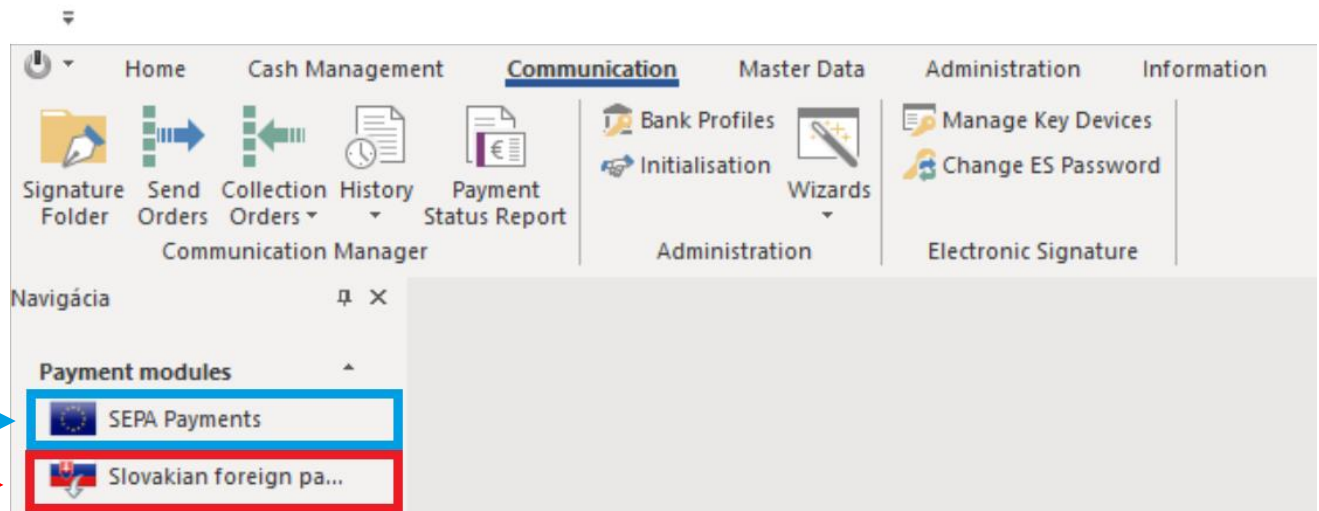 Home Cash Management Communication Master Data Administration Information
Signature Folder
Send Orders
Collection Orders
History
Payment Status Report
Communication Manager
Bank Profiles
Initialisation
Wizards
Administration
Manage Key Devices
Change ES Password
Electronic Signature
Navigácia
Payment modules
SEPA Payments
Slovakian foreign pa...